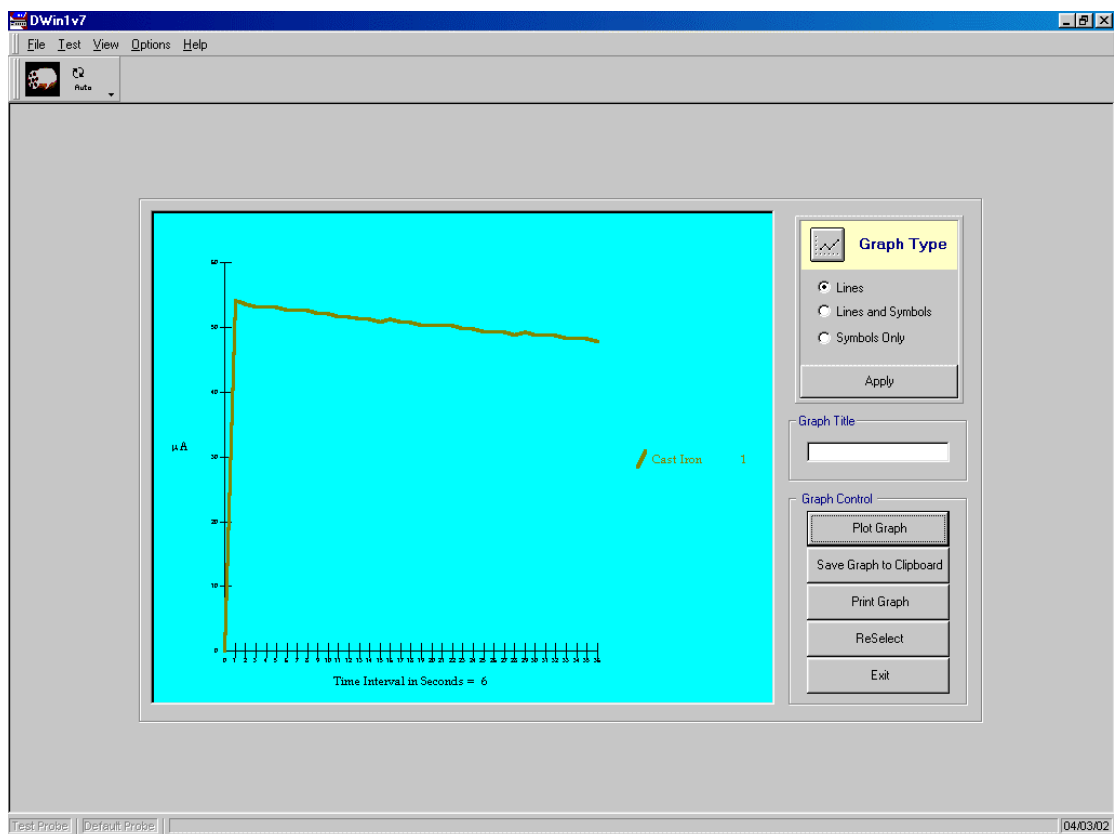 DWin1v7
File Test View Options Help
Auto
Graph Type
Lines
Lines and Symbols
Symbols Only
Apply
Graph Title
Graph Control
Plot Graph
Save Graph to Clipboard
Print Graph
ReSelect
Exit
60
50
40
30
20
10
0
µA
0 1 2 3 4 5 6 7 8 9 10 11 12 13 14 15 16 17 18 19 20 21 22 23 24 25 26 27 28 29 30 31 32 33 34 35 36
Time Interval in Seconds = 6
Cast Iron 1
Test Probe Default Probe 04/03/02